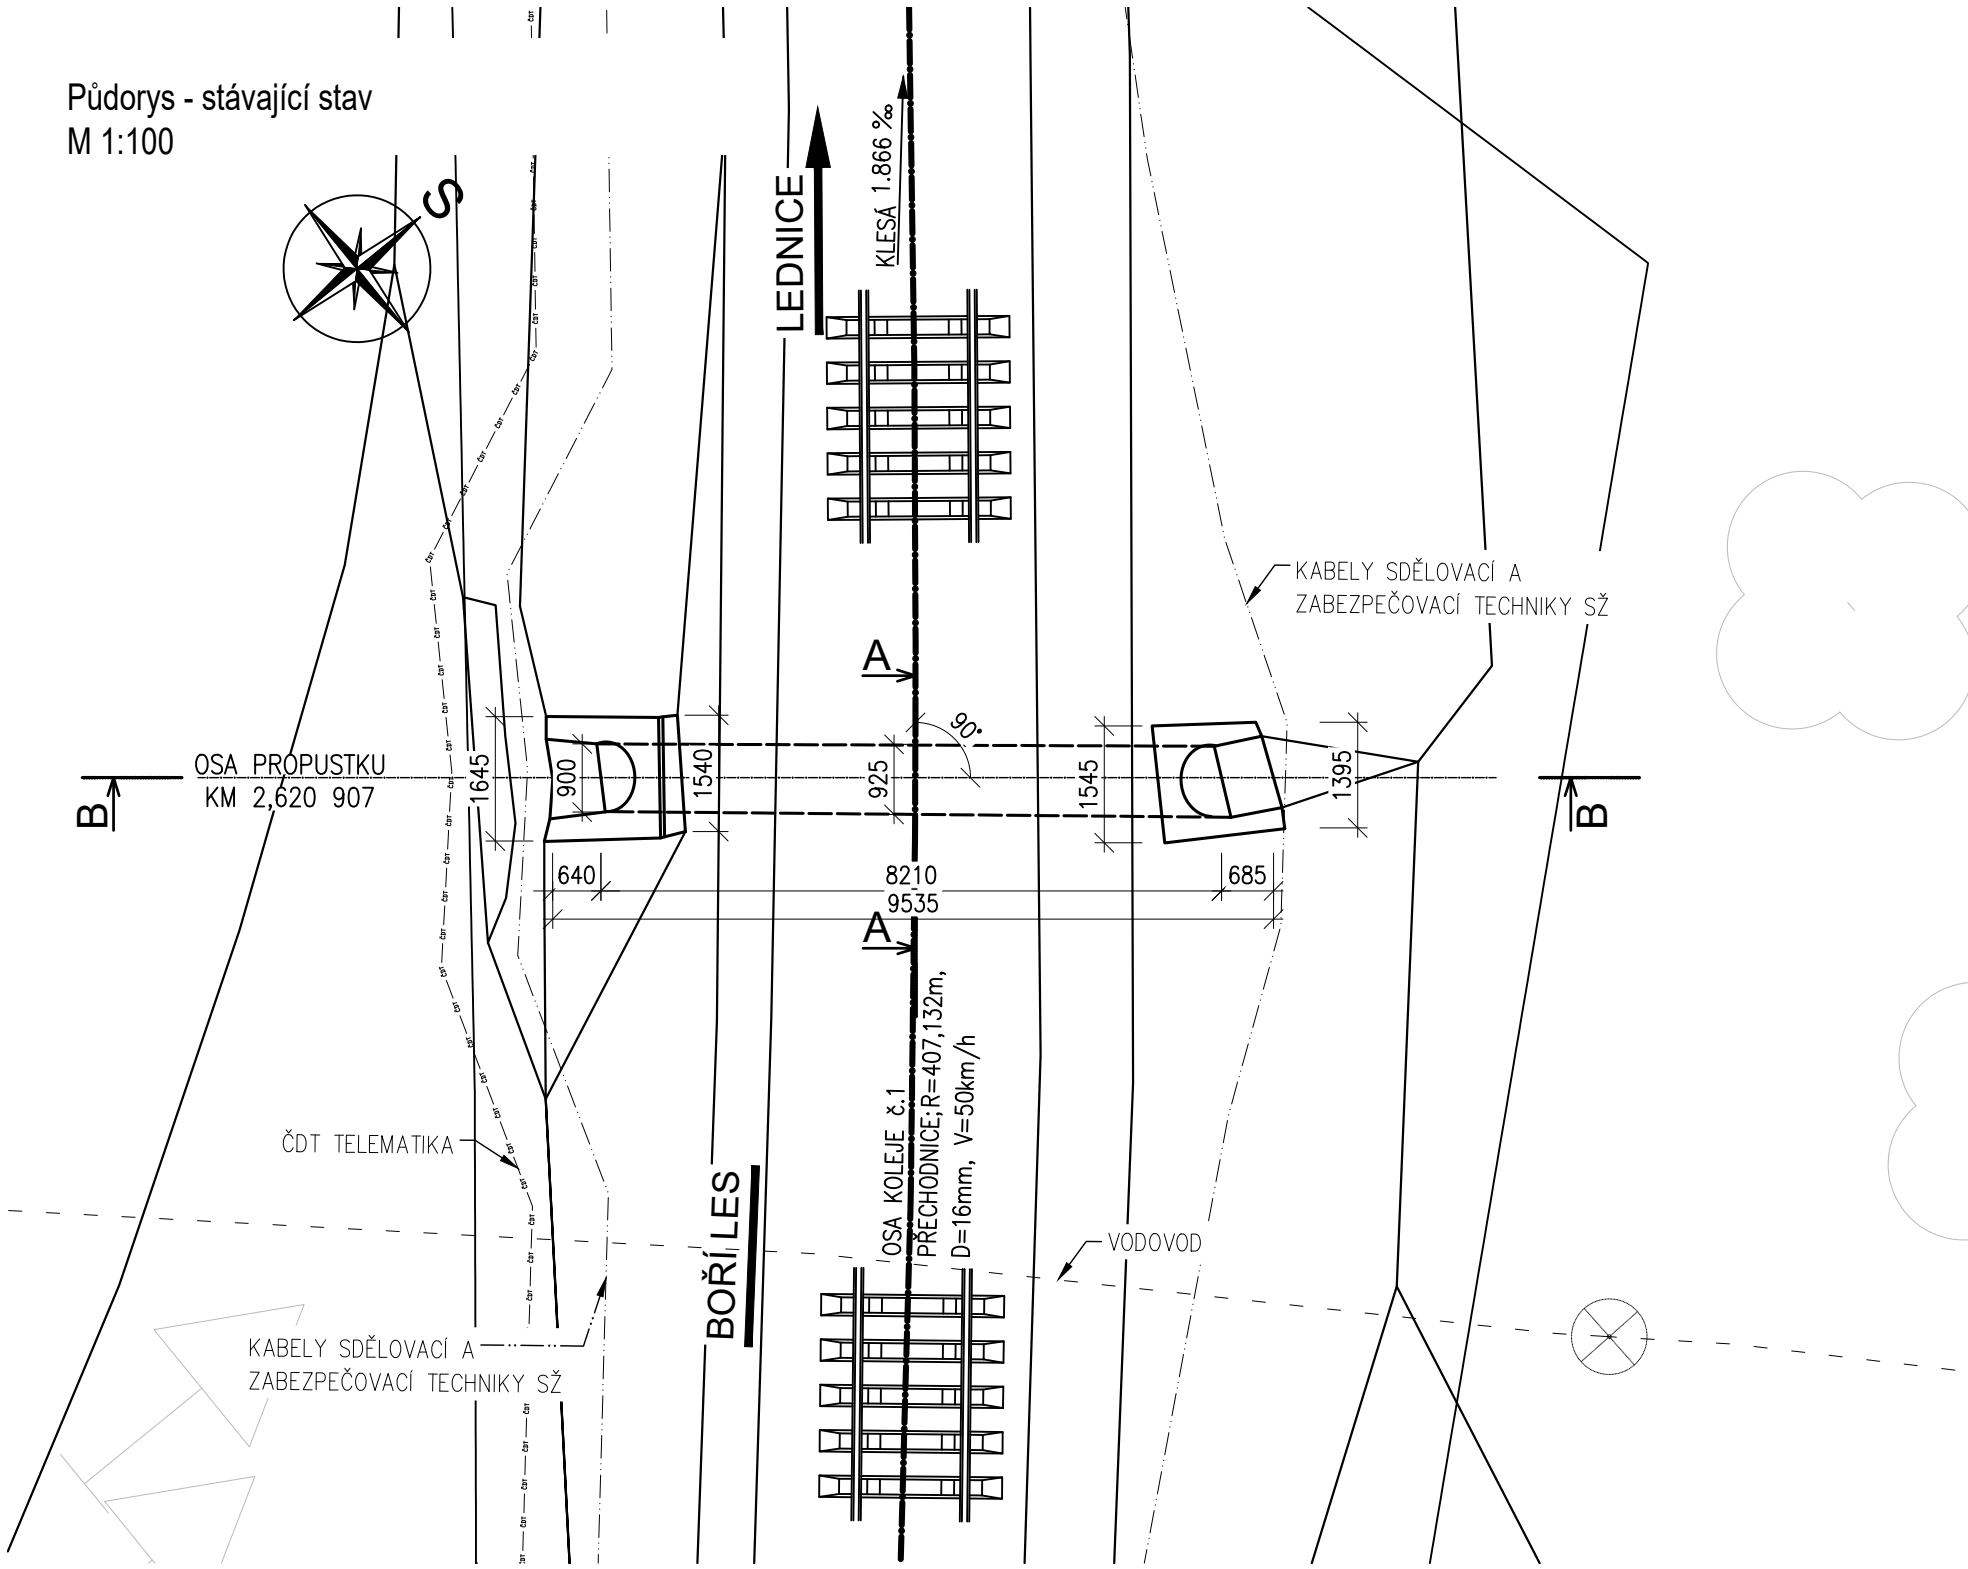 Půdorys - stávající stav
M 1:100
S
LEDNICE
KLESÁ 1.866 ‰
KABELY SDĚLOVACÍ A
ZABEZPEČOVACÍ TECHNIKY SŽ
A
90°
OSA PROPUSTKU
KM 2,620 907
B
1645
900
1540
925
1545
1395
B
640
8210
685
9535
A
OSA KOLEJE č.1
PŘECHODNICE;R=407,132m,
D=16mm, V=50km/h
ČDT TELEMATIKA
BOŘÍ LES
VODOVOD
KABELY SDĚLOVACÍ A
ZABEZPEČOVACÍ TECHNIKY SŽ